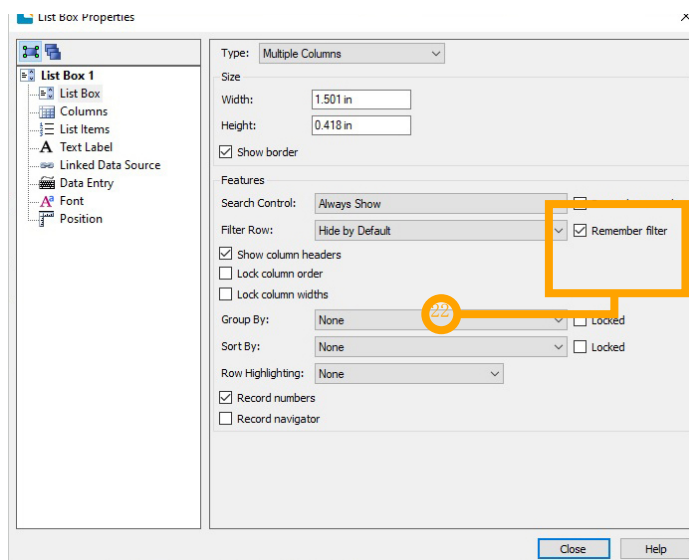 List Box Properties
Type: Multiple Columns
List Box 1
Size
List Box
Width: 1.501 in
Columns
List Items
Height: 0.418 in
Text Label
Show border
Linked Data Source
Data Entry
Features
Font
Search Control: Always Show
Position
Filter Row: Hide by Default Remember filter
Show column headers
Lock column order
Lock column widths
22
Group By: None Locked
Sort By: None Locked
Row Highlighting: None
Record numbers
Record navigator
Close Help